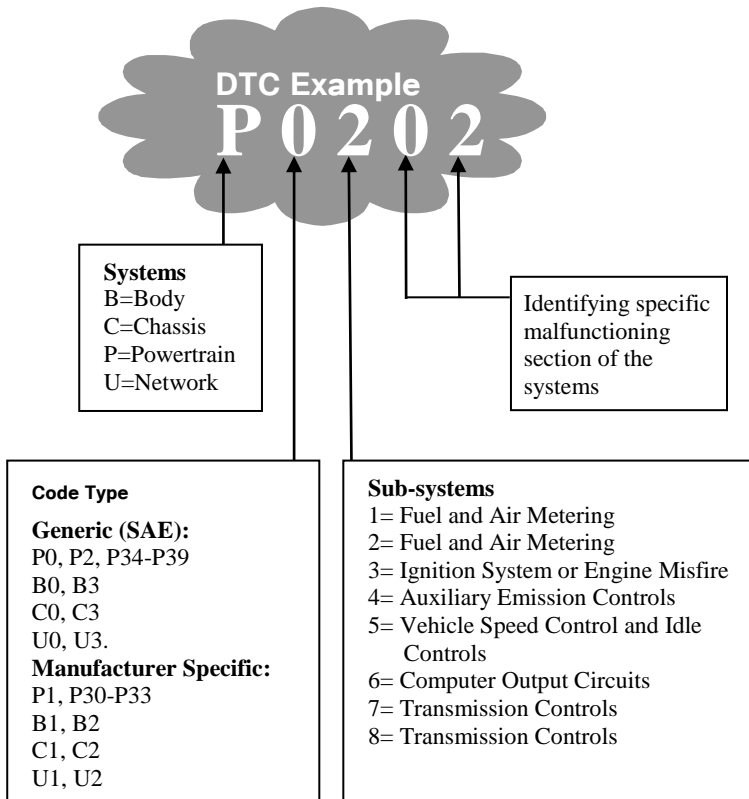 DTC Example
P 0 2 0 2
Systems
B=Body
C=Chassis
P=Powertrain
U=Network
Identifying specific
malfunctioning
section of the
systems
Code Type
Generic (SAE):
P0, P2, P34-P39
B0, B3
C0, C3
U0, U3.
Manufacturer Specific:
P1, P30-P33
B1, B2
C1, C2
U1, U2
Sub-systems
1= Fuel and Air Metering
2= Fuel and Air Metering
3= Ignition System or Engine Misfire
4= Auxiliary Emission Controls
5= Vehicle Speed Control and Idle
Controls
6= Computer Output Circuits
7= Transmission Controls
8= Transmission Controls